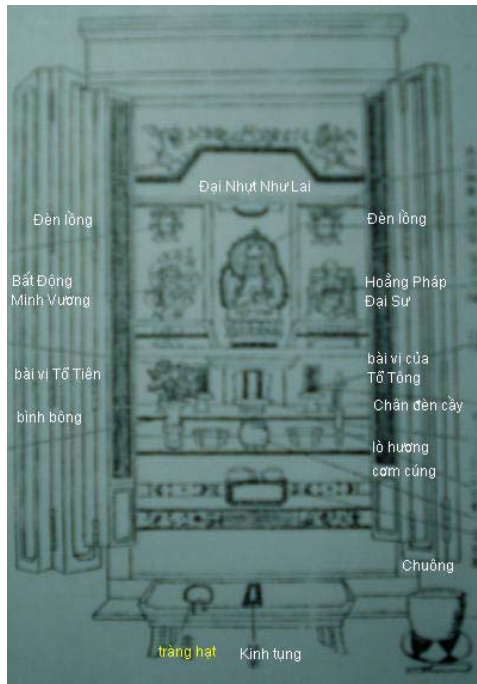 Đại Nhựt Như Lai
Đèn lồng
Đèn lồng
Bất Động
Minh Vương
Hoằng Pháp
Đại Sư
bài vị Tổ Tiên
bài vị của
Tổ Tông
bình bông
Chân đèn cầy
lò hương
cơm cúng
Chuông
tràng hạt
Kinh tụng